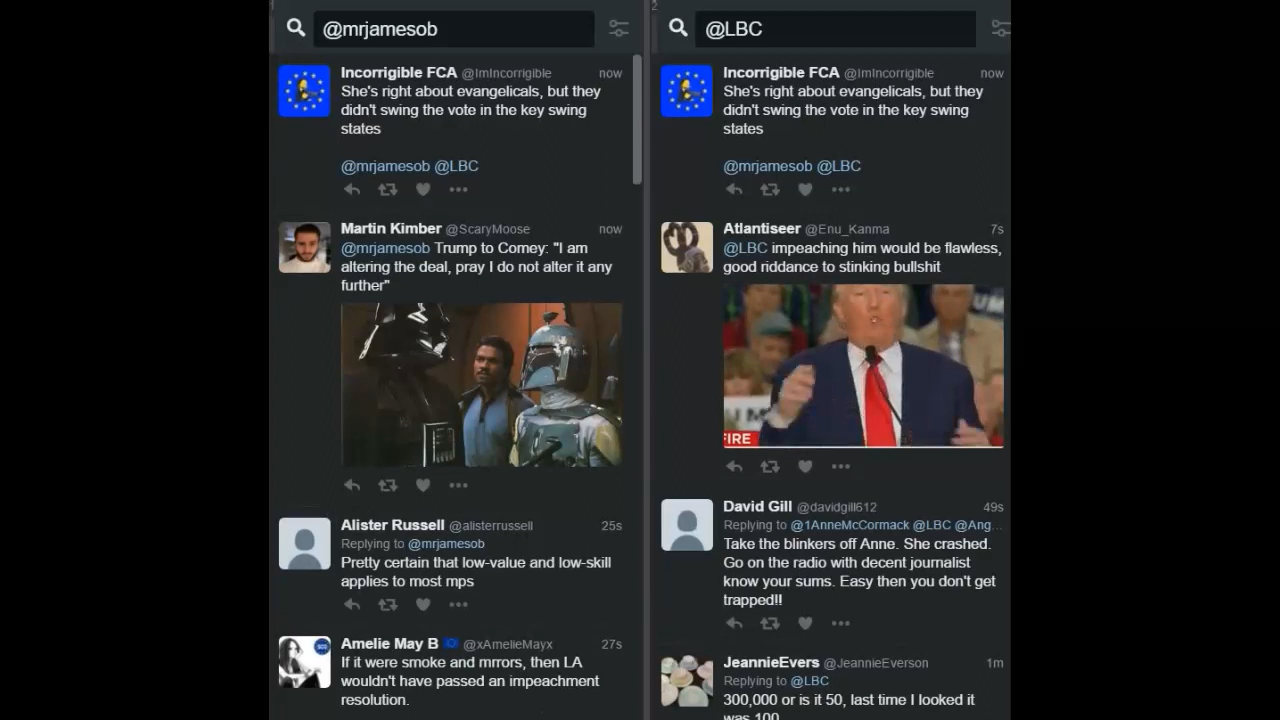 1
@mrjamesob
Incorrigible FCA @ImIncorrigible now
She's right about evangelicals, but they
didn't swing the vote in the key swing
states
@mrjamesob @LBC
Martin Kimber @ScaryMoose now
@mrjamesob Trump to Comey: "I am
altering the deal, pray I do not alter it any
further"
Alister Russell @alisterrussell 25s
Replying to @mrjamesob
Pretty certain that low-value and low-skill
applies to most mps
Amelie May B @xAmelieMayx 27s
If it were smoke and mrrors, then LA
wouldn't have passed an impeachment
resolution.
2
@LBC
Incorrigible FCA @ImIncorrigible now
She's right about evangelicals, but they
didn't swing the vote in the key swing
states
@mrjamesob @LBC
Atlantiseer @Enu_Kanma 7s
@LBC impeaching him would be flawless,
good riddance to stinking bullshit
FIRE
David Gill @davidgill612 49s
Replying to @1AnneMcCormack @LBC @Ang...
Take the blinkers off Anne. She crashed.
Go on the radio with decent journalist
know your sums. Easy then you don't get
trapped!!
JeannieEvers @JeannieEverson 1m
Replying to @LBC
300,000 or is it 50, last time I looked it
was 100